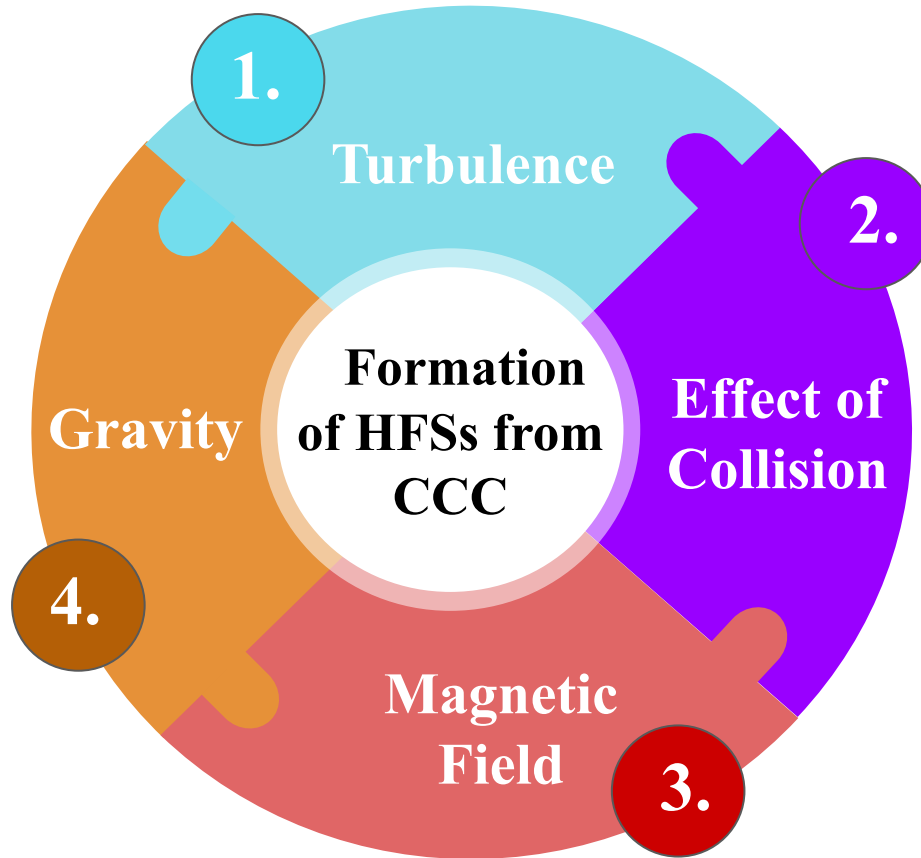 1.
Turbulence
2.
Effect of
Collision
3.
Magnetic
Field
4.
Gravity
Formation
of HFSs from
CCC